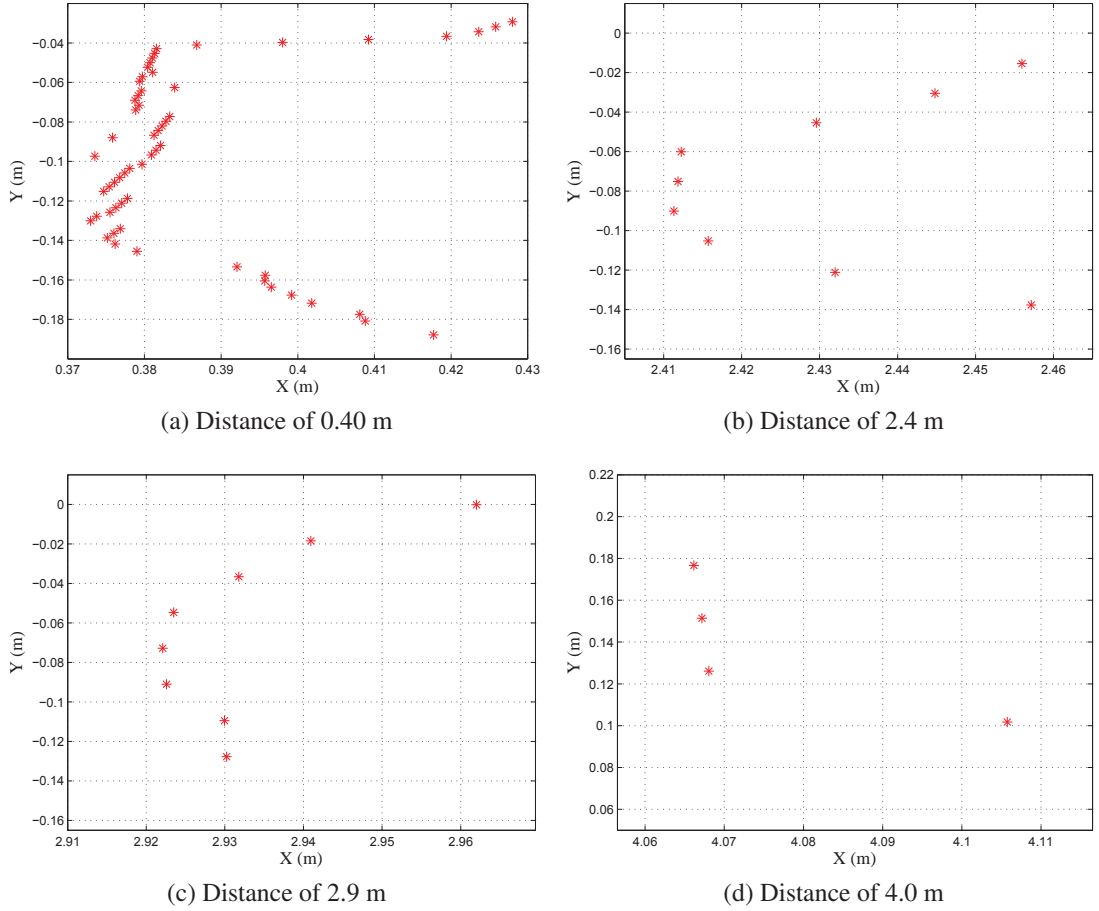 −0.04
−0.06
−0.08
−0.1
−0.12
−0.14
−0.16
−0.18
Y (m)
0.37 0.38 0.39 0.4 0.41 0.42 0.43
X (m)
(a) Distance of 0.40 m
0
−0.02
−0.04
−0.06
−0.08
−0.1
−0.12
−0.14
−0.16
Y (m)
2.41 2.42 2.43 2.44 2.45 2.46
X (m)
(b) Distance of 2.4 m
0
−0.02
−0.04
−0.06
−0.08
−0.1
−0.12
−0.14
−0.16
Y (m)
2.91 2.92 2.93 2.94 2.95 2.96
X (m)
(c) Distance of 2.9 m
0.22
0.2
0.18
0.16
0.14
0.12
0.1
0.08
0.06
Y (m)
4.06 4.07 4.08 4.09 4.1 4.11
X (m)
(d) Distance of 4.0 m